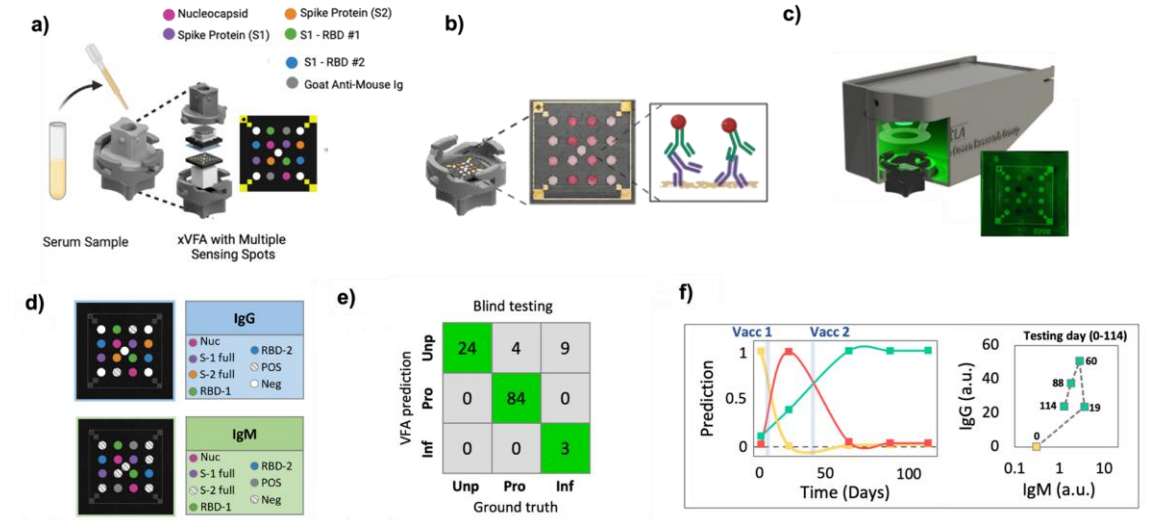 a)
Nucleocapsid
Spike Protein (S2)
Spike Protein (S1)
S1 - RBD #1
S1 - RBD #2
Goat Anti-Mouse Ig
Serum Sample
xVFA with Multiple
Sensing Spots
b)
c)
d)
IgG
Nuc
S-1 full
S-2 full
RBD-1
RBD-2
POS
Neg
IgM
Nuc
S-1 full
S-2 full
RBD-1
RBD-2
POS
Neg
e)
Blind testing
VFA prediction
Unp
24
4
9
Pro
0
84
0
Inf
0
0
3
Unp
Pro
Inf
Ground truth
f)
Vacc 1
Vacc 2
Prediction
1
0.5
0
0
50
100
Time (Days)
Testing day (0-114)
IgG (a.u.)
60
40
20
0
60
88
114
19
0
0.1
1
10
IgM (a.u.)